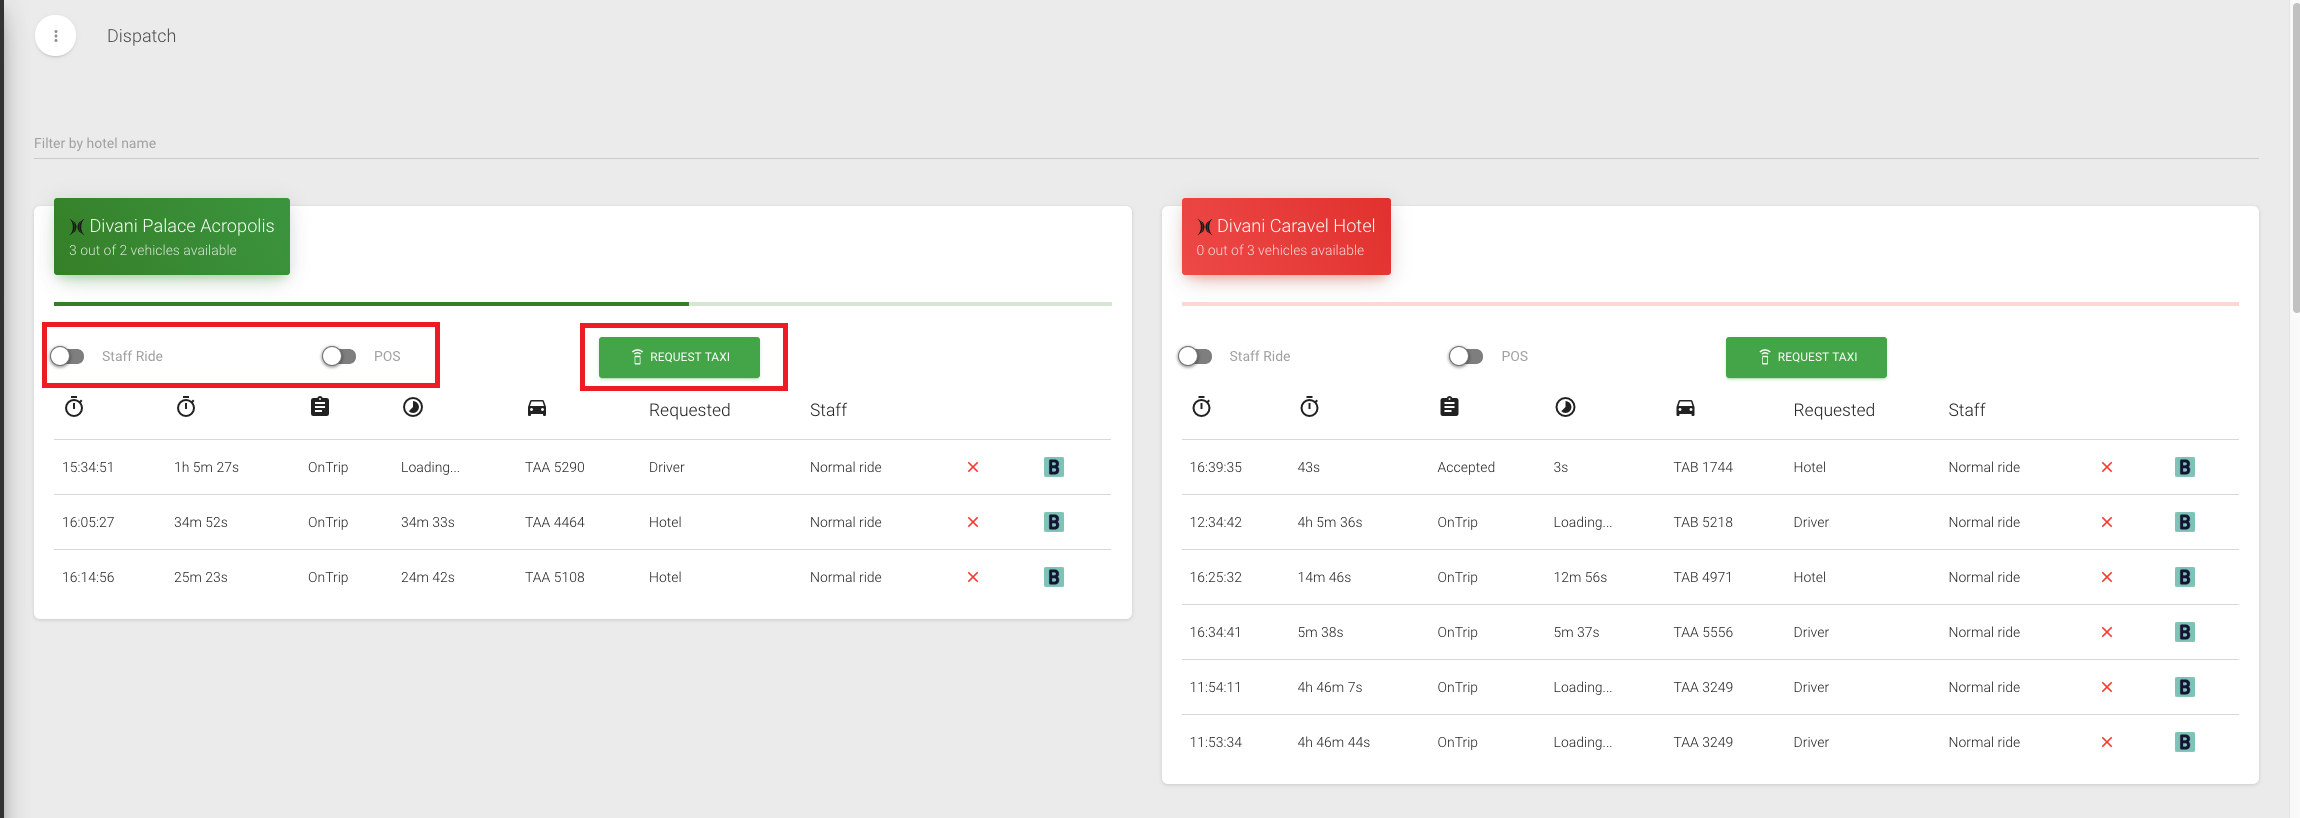 Dispatch
Filter by hotel name
Divani Palace Acropolis
3 out of 2 vehicles available
Staff Ride POS REQUEST TAXI
Requested Staff
15:34:51 1h 5m 27s OnTrip Loading... TAA 5290 Driver Normal ride B
16:05:27 34m 52s OnTrip 34m 33s TAA 4464 Hotel Normal ride B
16:14:56 25m 23s OnTrip 24m 42s TAA 5108 Hotel Normal ride B
Divani Caravel Hotel
0 out of 3 vehicles available
Staff Ride POS REQUEST TAXI
Requested Staff
16:39:35 43s Accepted 3s TAB 1744 Hotel Normal ride B
12:34:42 4h 5m 36s OnTrip Loading... TAB 5218 Driver Normal ride B
16:25:32 14m 46s OnTrip 12m 56s TAB 4971 Hotel Normal ride B
16:34:41 5m 38s OnTrip 5m 37s TAA 5556 Driver Normal ride B
11:54:11 4h 46m 7s OnTrip Loading... TAA 3249 Driver Normal ride B
11:53:34 4h 46m 44s OnTrip Loading... TAA 3249 Driver Normal ride B